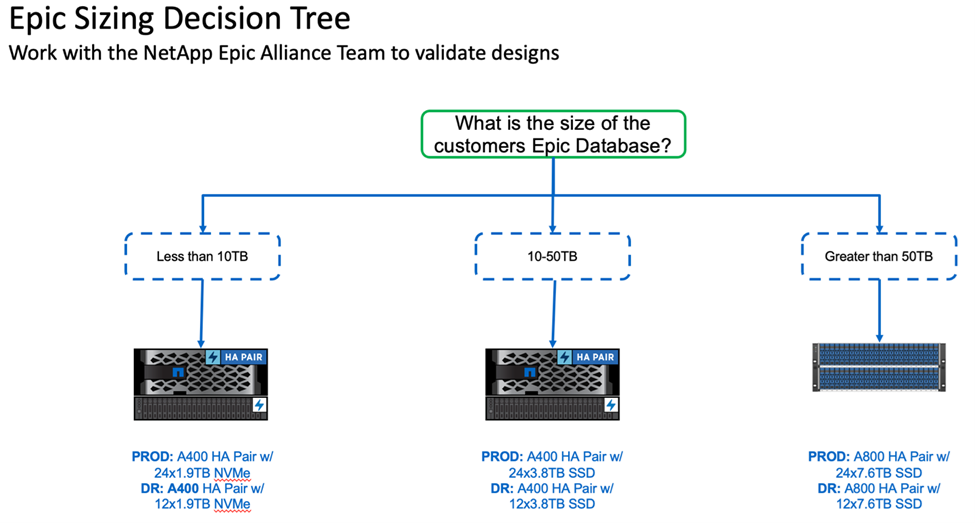 Epic Sizing Decision Tree
Work with the NetApp Epic Alliance Team to validate designs
What is the size of the
customers Epic Database?
Less than 10TB
10-50TB
Greater than 50TB
HA PAIR
HA PAIR
PROD: A400 HA Pair w/
24x1.9TB NVMe
DR: A400 HA Pair w/
12x1.9TB NVMe
PROD: A400 HA Pair w/
24x3.8TB SSD
DR: A400 HA Pair w/
12x3.8TB SSD
PROD: A800 HA Pair w/
24x7.6TB SSD
DR: A800 HA Pair w/
12x7.6TB SSD